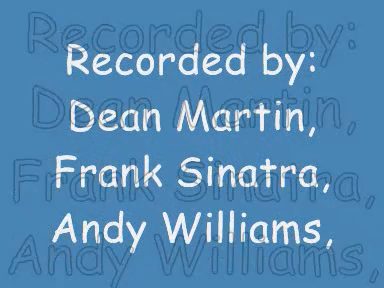 Recorded by:
Dean Martin,
Frank Sinatra,
Andy Williams,